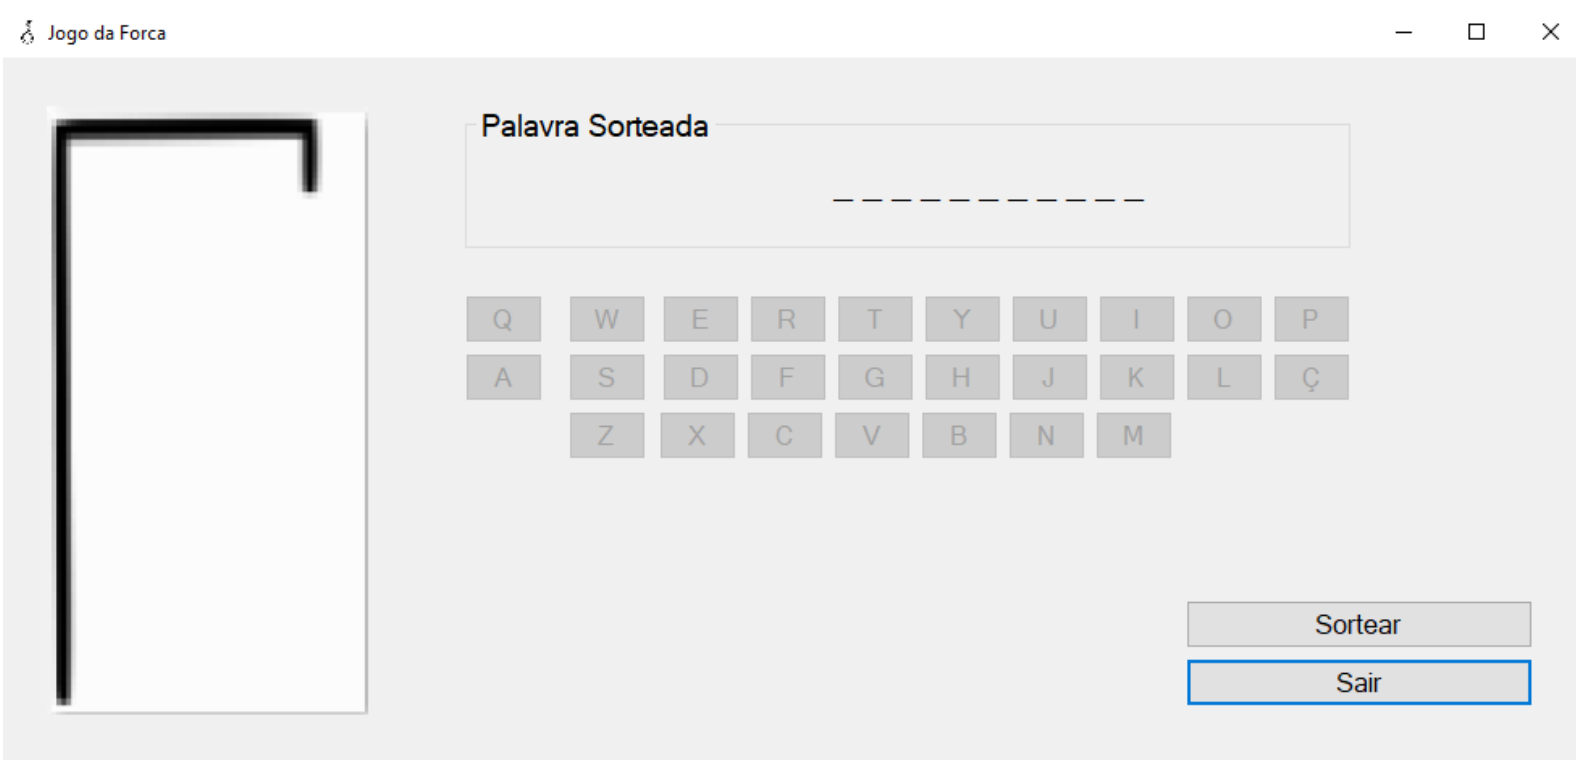 Jogo da Forca
Palavra Sorteada
_ _ _ _ _ _ _ _ _ _ _
Q W E R T Y U I O P
A S D F G H J K L Ç
Z X C V B N M
Sortear
Sair